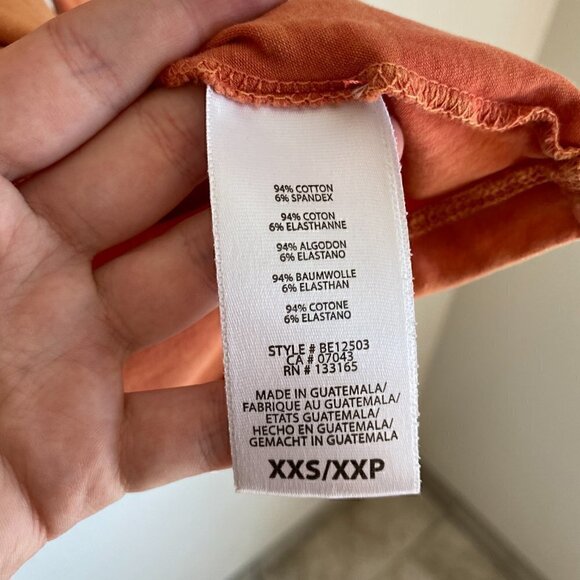 94% COTTON
6% SPANDEX
94% COTON
6% ELASTHANNE
94% ALGODON
6% ELASTANO
94% BAUMWOLLE
6% ELASTHAN
94% COTONE
6% ELASTANO
STYLE # BE12503
CA # 07043
RN # 133165
MADE IN GUATEMALA/
FABRIQUE AU GUATEMALA/
ETATS GUATEMALA/
HECHO EN GUATEMALA/
GEMACHT IN GUATEMALA
XXS/XXP